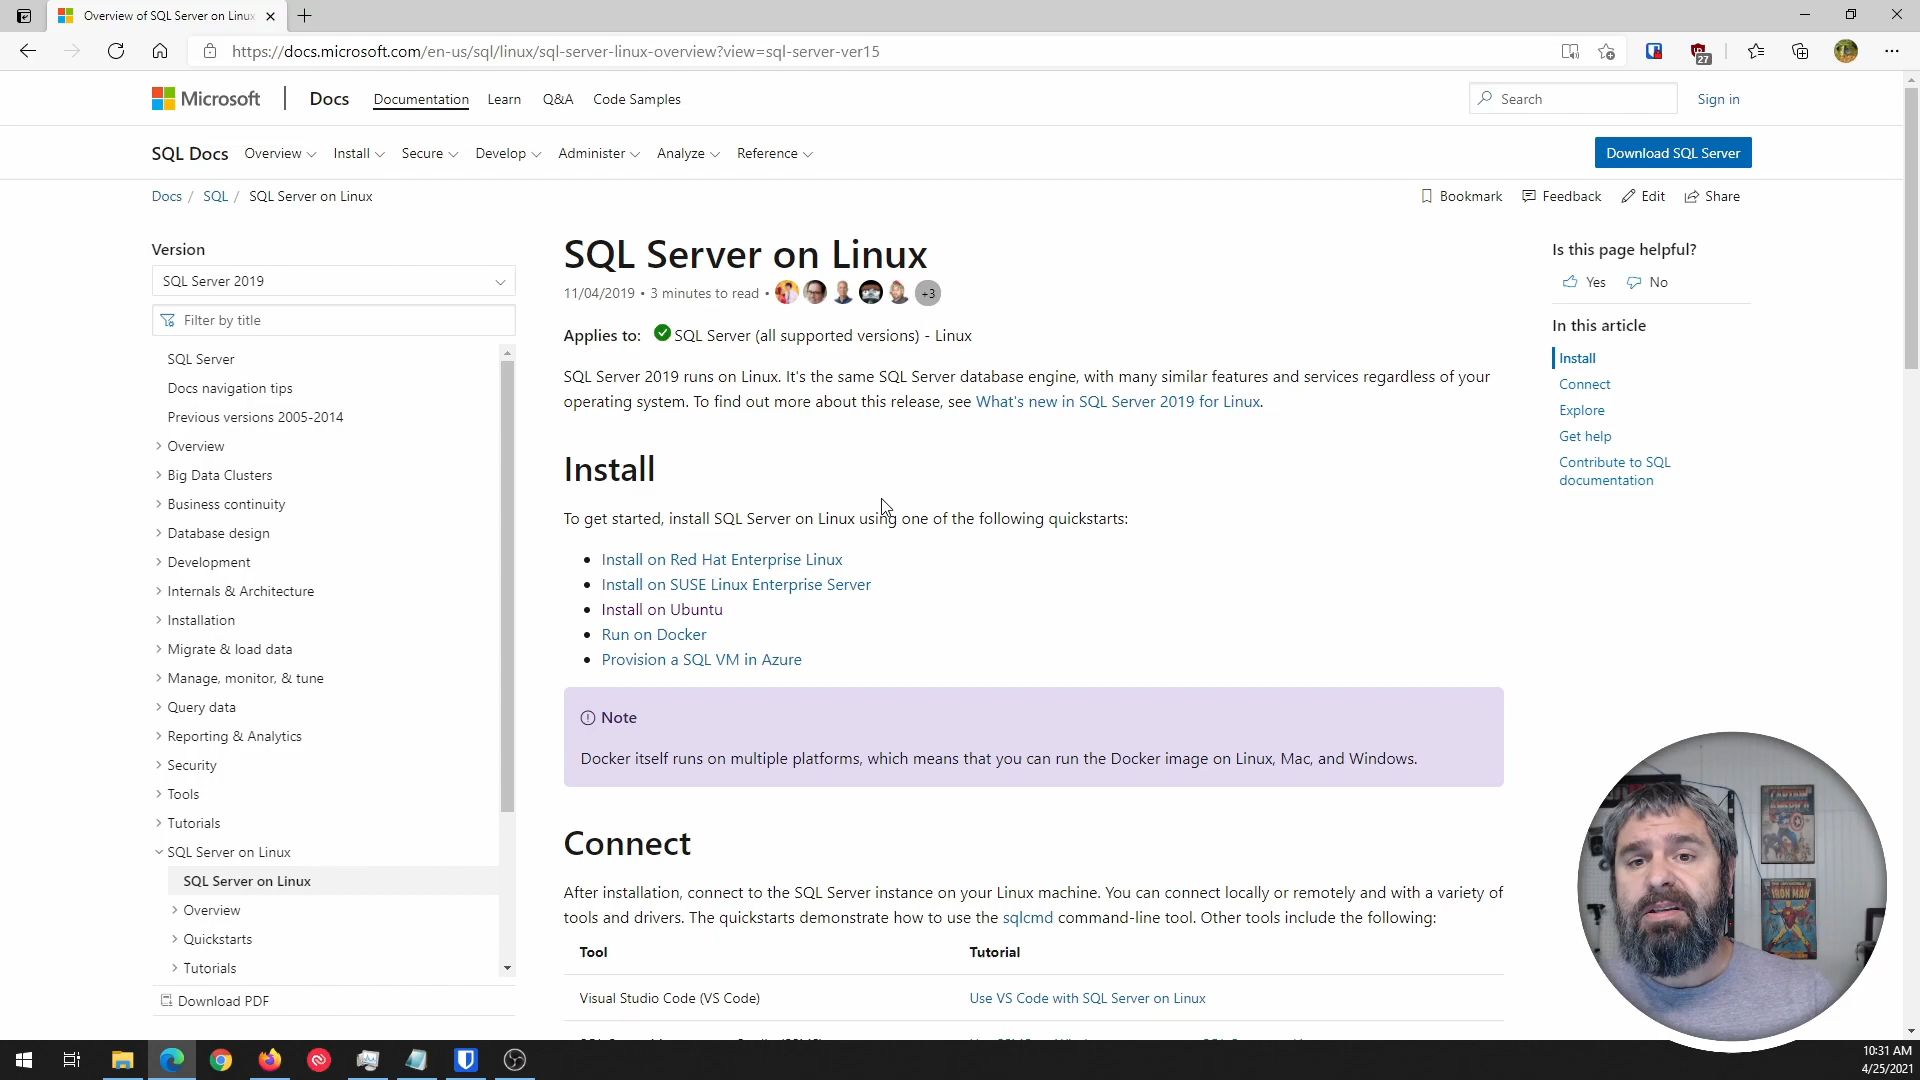 Overview of SQL Server on Linux
https://docs.microsoft.com/en-us/sql/linux/sql-server-linux-overview?view=sql-server-ver15
27
Microsoft
Docs Documentation Learn Q&A Code Samples
Search
Sign in
SQL Docs Overview Install Secure Develop Administer Analyze Reference
Download SQL Server
Docs / SQL / SQL Server on Linux
Bookmark Feedback Edit Share
Version
SQL Server 2019
Filter by title
SQL Server
Docs navigation tips
Previous versions 2005-2014
Overview
Big Data Clusters
Business continuity
Database design
Development
Internals & Architecture
Installation
Migrate & load data
Manage, monitor, & tune
Query data
Reporting & Analytics
Security
Tools
Tutorials
SQL Server on Linux
SQL Server on Linux
Overview
Quickstarts
Tutorials
Download PDF
SQL Server on Linux
11/04/2019 • 3 minutes to read • +3
Applies to: SQL Server (all supported versions) - Linux
SQL Server 2019 runs on Linux. It's the same SQL Server database engine, with many similar features and services regardless of your
operating system. To find out more about this release, see What's new in SQL Server 2019 for Linux.
Install
To get started, install SQL Server on Linux using one of the following quickstarts:
• Install on Red Hat Enterprise Linux
• Install on SUSE Linux Enterprise Server
• Install on Ubuntu
• Run on Docker
• Provision a SQL VM in Azure
Note
Docker itself runs on multiple platforms, which means that you can run the Docker image on Linux, Mac, and Windows.
Connect
After installation, connect to the SQL Server instance on your Linux machine. You can connect locally or remotely and with a variety of
tools and drivers. The quickstarts demonstrate how to use the sqlcmd command-line tool. Other tools include the following:
Tool Tutorial
Visual Studio Code (VS Code) Use VS Code with SQL Server on Linux
Is this page helpful?
Yes No
In this article
Install
Connect
Explore
Get help
Contribute to SQL
documentation
CAPTAIN AMERICA
IRON MAN
10:31 AM
4/25/2021